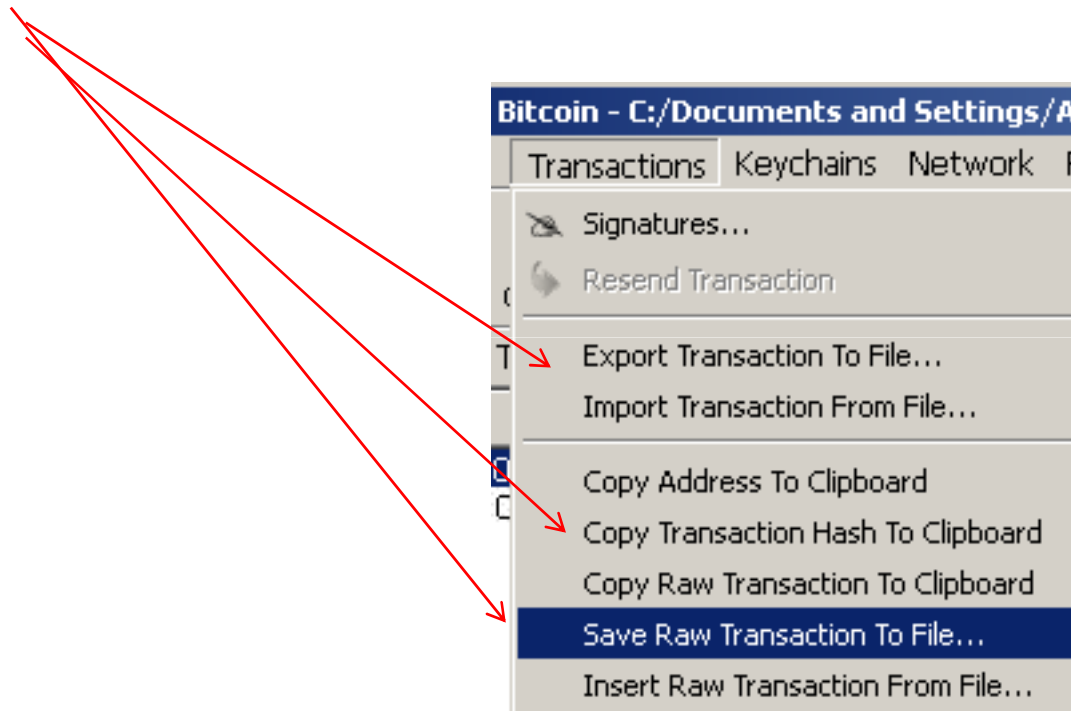 Bitcoin - C:/Documents and Settings/A
Transactions Keychains Network
Signatures...
Resend Transaction
Export Transaction To File...
Import Transaction From File...
Copy Address To Clipboard
Copy Transaction Hash To Clipboard
Copy Raw Transaction To Clipboard
Save Raw Transaction To File...
Insert Raw Transaction From File...